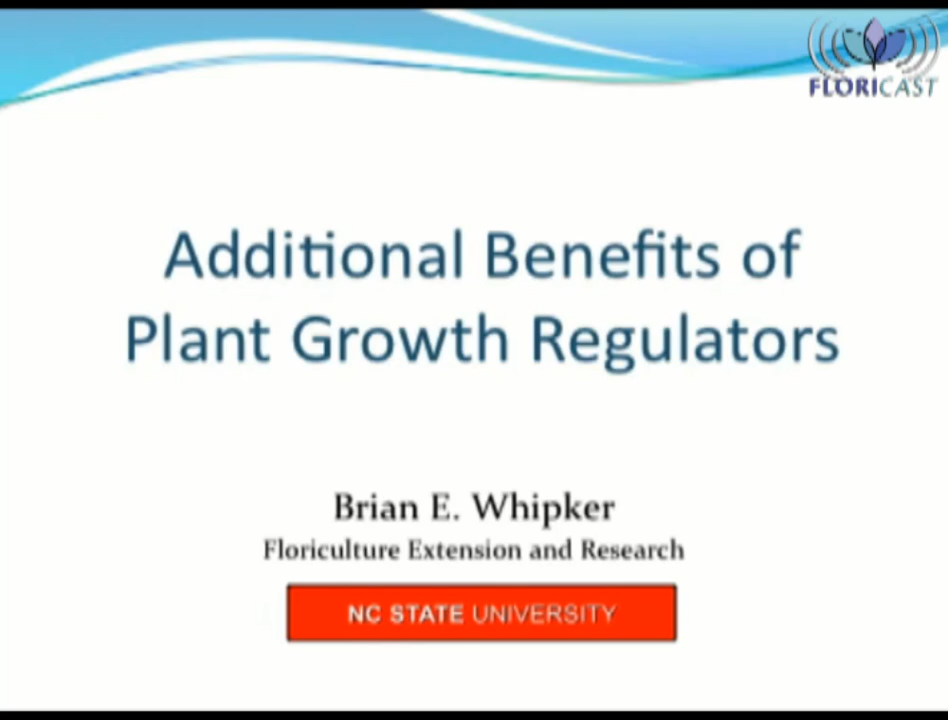 FLORICAST
Additional Benefits of
Plant Growth Regulators
Brian E. Whipker
Floriculture Extension and Research
NC STATE UNIVERSITY